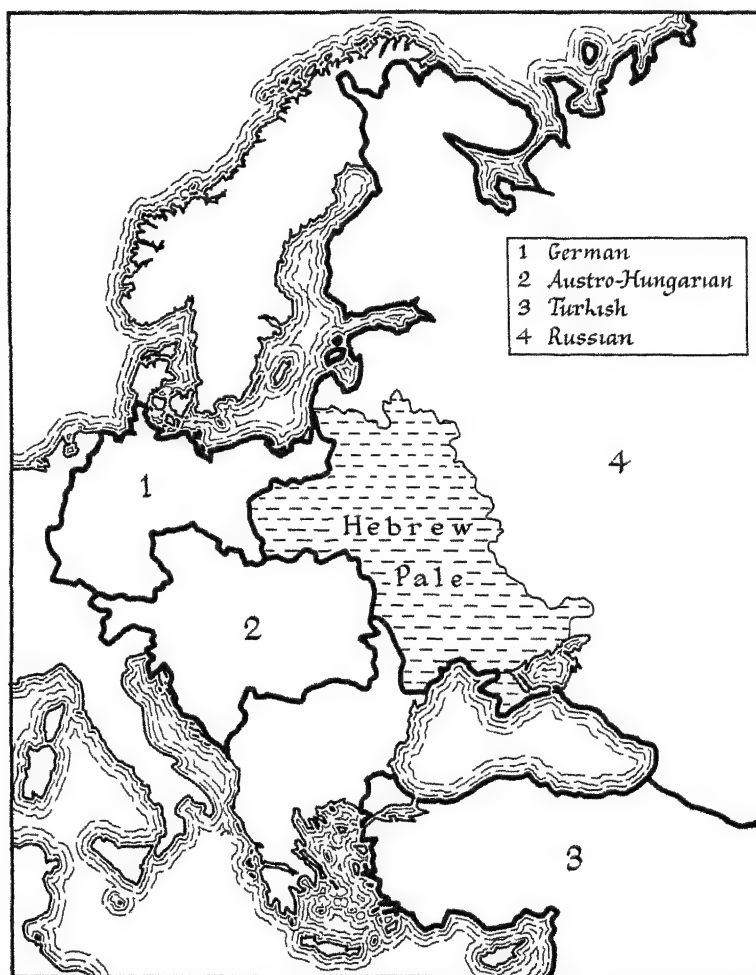 1 German
2 Austro-Hungarian
3 Turkish
4 Russian
4
1
Hebrew
Pale
2
3